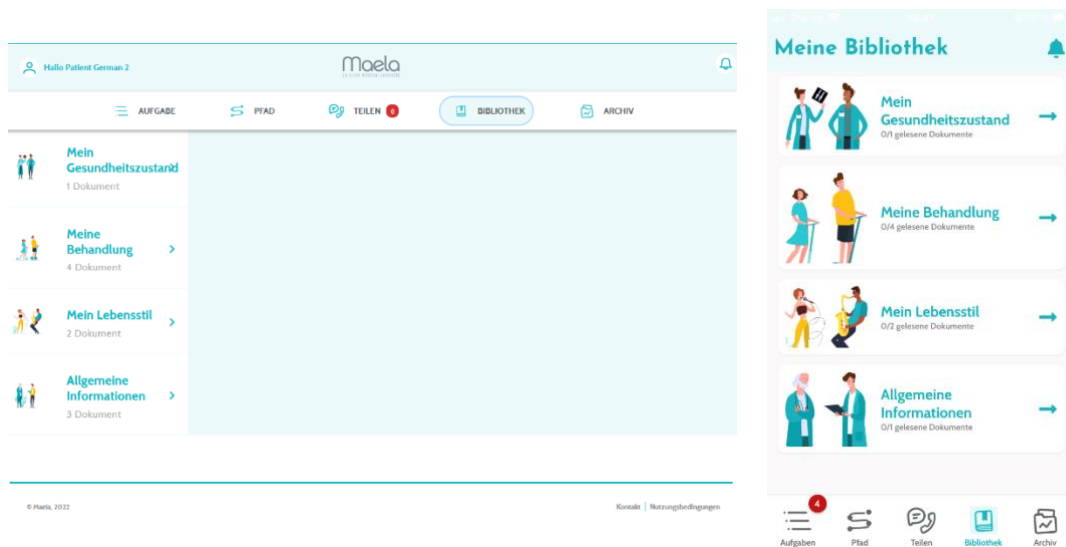 Hallo Patient German 2
Maela
AUFGABE
PFAD
TEILEN 6
BIBLIOTHEK
ARCHIV
Mein
Gesundheitszustand
1 Dokument
Meine
Behandlung
4 Dokument
Mein Lebensstil
2 Dokument
Allgemeine
Informationen
3 Dokument
© Maela, 2022
Kontakt | Nutzungsbedingungen
Meine Bibliothek
Mein
Gesundheitszustand
0/1 gelesene Dokumente
Meine Behandlung
0/4 gelesene Dokumente
Mein Lebensstil
0/2 gelesene Dokumente
Allgemeine
Informationen
0/1 gelesene Dokumente
4
Aufgaben
Pfad
Teilen
Bibliothek
Archiv